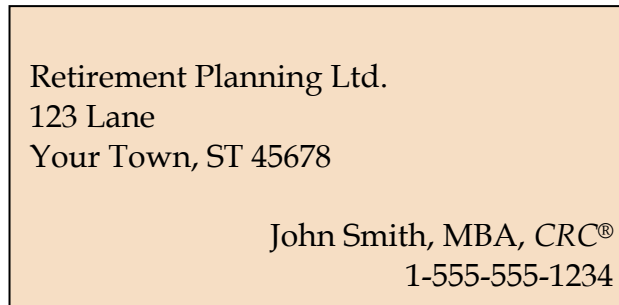 Retirement Planning Ltd.
123 Lane
Your Town, ST 45678
John Smith, MBA, CRC®
1-555-555-1234